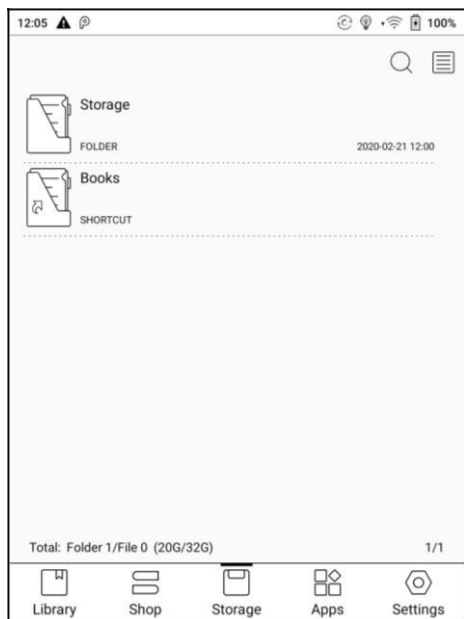 12:05 100%
Storage
FOLDER 2020-02-21 12:00
Books
SHORTCUT
Total: Folder 1/File 0 (20G/32G) 1/1
Library Shop Storage Apps Settings